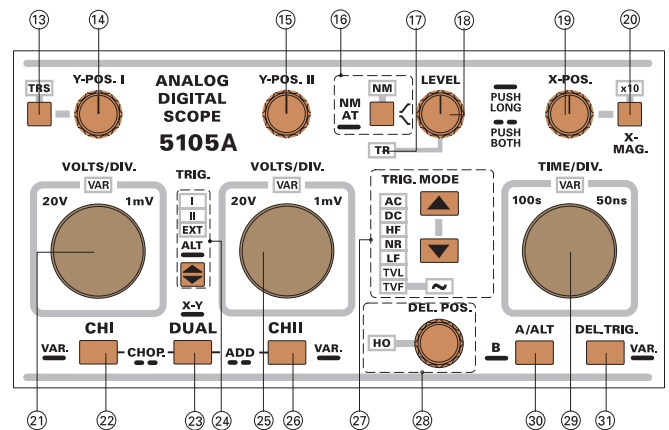 13 14 15 16 17 18 19 20
TRS Y-POS. I ANALOG Y-POS. II NM LEVEL X-POS. x10
DIGITAL NM PUSH
SCOPE AT LONG
5105A PUSH X-
TR BOTH MAG.
VOLTS/DIV. TRIG. VOLTS/DIV. TRIG. MODE TIME/DIV.
VAR VAR VAR
20V 1mV 20V 1mV 100s 50ns
I AC
II DC
EXT HF
ALT NR
LF
TVL
TVF ~
X-Y DEL. POS.
CHI DUAL CHII A/ALT DEL.TRIG.
VAR. CHOP. ADD VAR. HO B VAR.
21 22 23 24 25 26 27 28 30 29 31